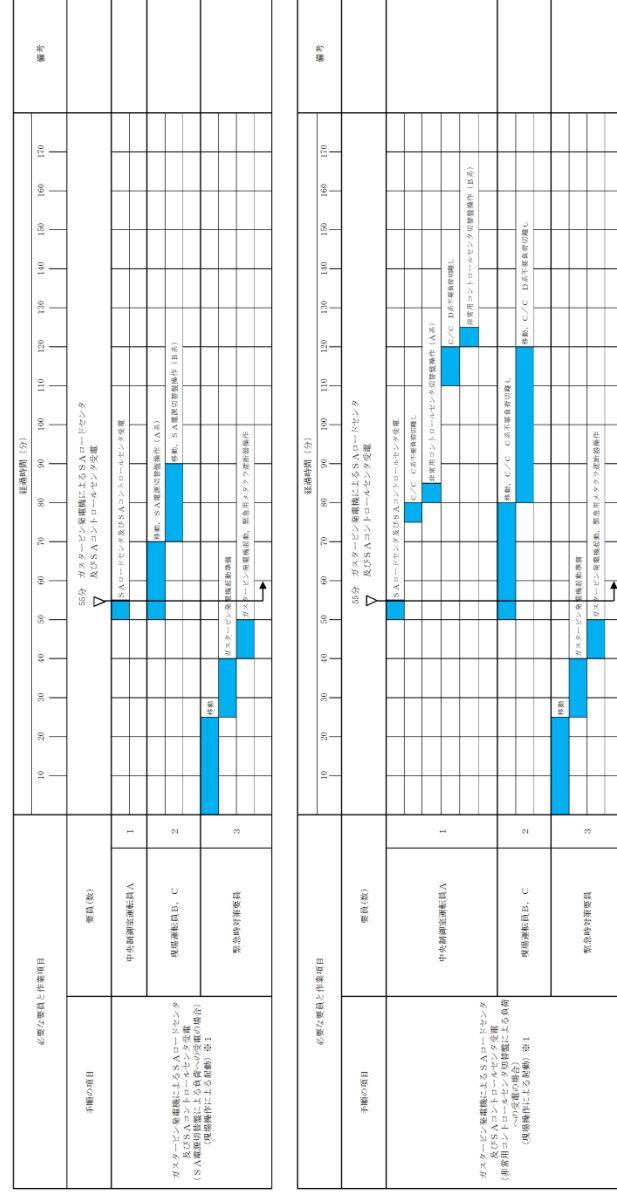 必要な要員と作業項目
経過時間(分)
備考
10 20 30 40 50 60 70 80 90 100 110 120 130 140 150 160 170
手順の項目
要員(数)
55分 ガスタービン発電機によるSAロードセンタ
及びSAコントロールセンタ受電
ガスタービン発電機によるSAロードセンタ
及びSAコントロールセンタ受電
(SA電源切替盤による負荷への受電の場合)
(現場操作による起動)※1
中央制御室運転員A
1
SAロードセンタ及びSAコントロールセンタ受電
現場運転員B,C
2
移動,SA電源切替盤操作(A系)
移動,SA電源切替盤操作(B系)
緊急時対策要員
3
移動
ガスタービン発電機起動準備
ガスタービン発電機起動,緊急用メタクラ遮断器操作
必要な要員と作業項目
経過時間(分)
備考
10 20 30 40 50 60 70 80 90 100 110 120 130 140 150 160 170
手順の項目
要員(数)
55分 ガスタービン発電機によるSAロードセンタ
及びSAコントロールセンタ受電
ガスタービン発電機によるSAロードセンタ
及びSAコントロールセンタ受電
(非常用コントロールセンタ切替盤による負荷
への受電の場合)
(現場操作による起動)※1
中央制御室運転員A
1
SAロードセンタ及びSAコントロールセンタ受電
C/C C系不要負荷切離し
非常用コントロールセンタ切替盤操作(A系)
C/C D系不要負荷切離し
非常用コントロールセンタ切替盤操作(B系)
現場運転員B,C
2
移動,C/C C系不要負荷切離し
移動,C/C D系不要負荷切離し
緊急時対策要員
3
移動
ガスタービン発電機起動準備
ガスタービン発電機起動,緊急用メタクラ遮断器操作